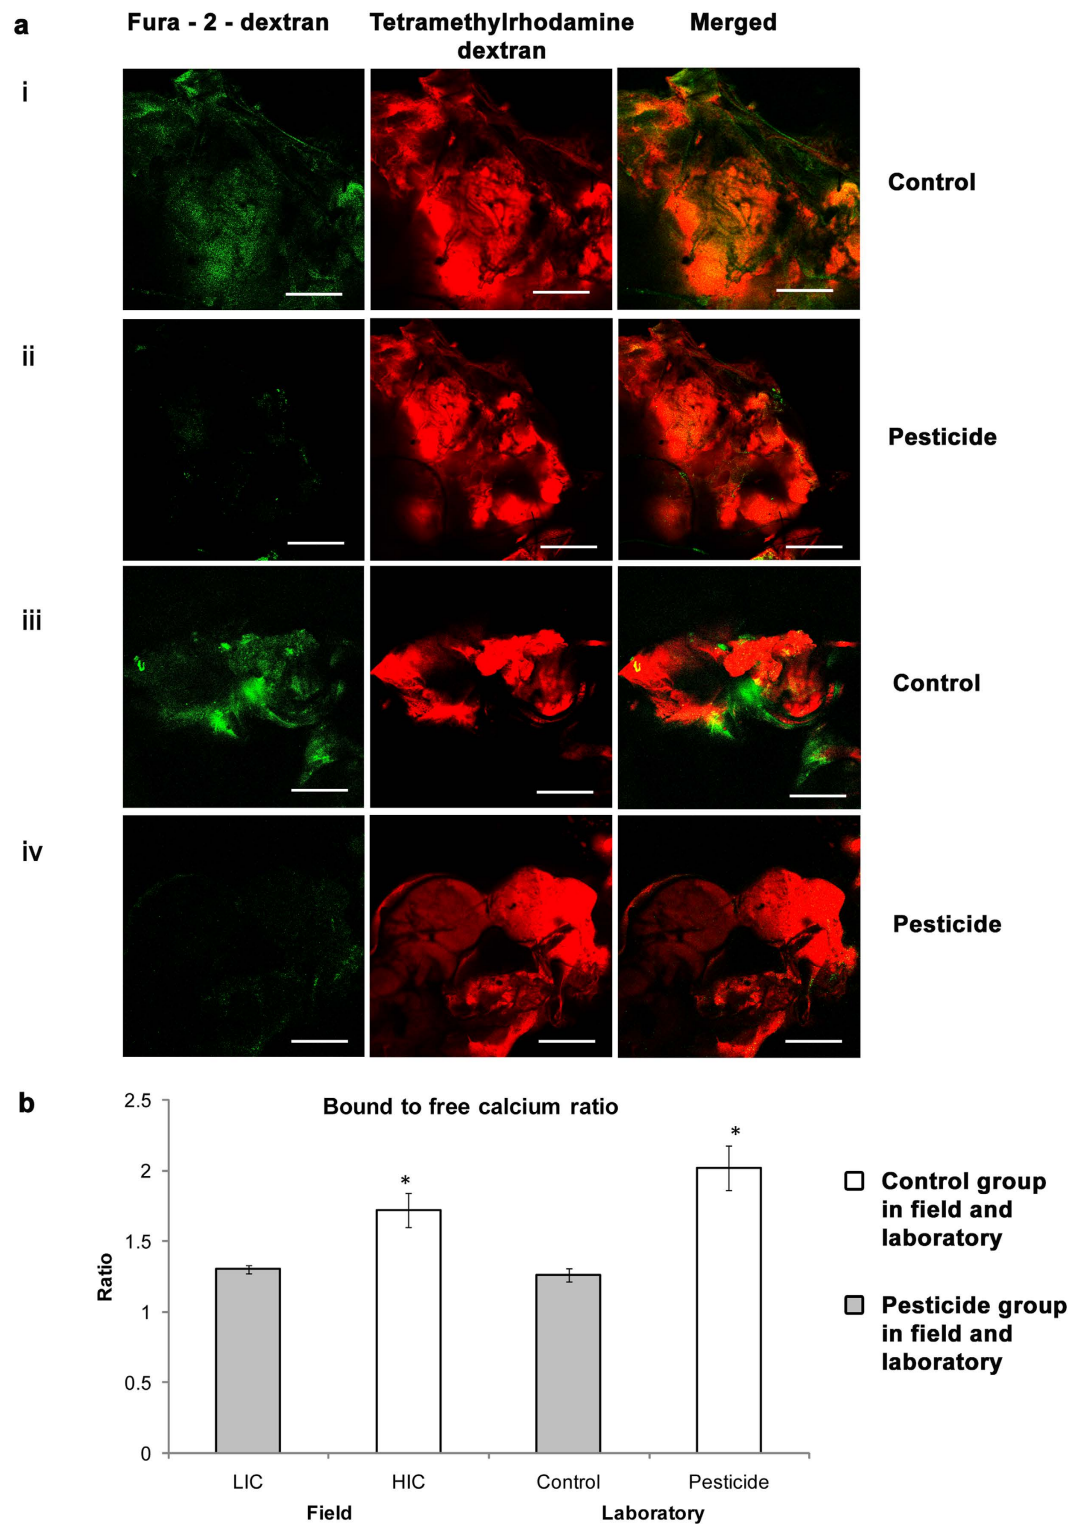 a
Fura - 2 - dextran
Tetramethylrhodamine
dextran
Merged
i
Control
ii
Pesticide
iii
Control
iv
Pesticide
b
Bound to free calcium ratio
2.5
2
1.5
1
0.5
0
Ratio
*
*
LIC
HIC
Control
Pesticide
Field
Laboratory
Control group
in field and
laboratory
Pesticide group
in field and
laboratory